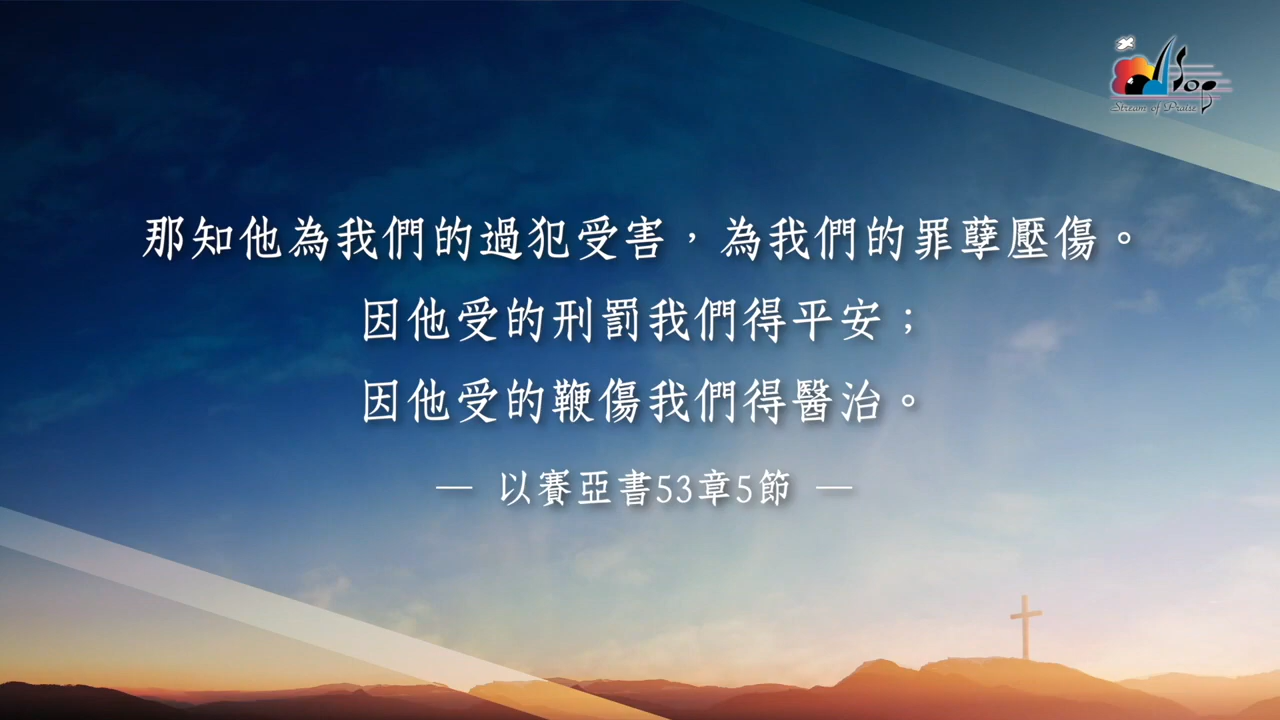 SOP
Stream of Praise
那知他為我們的過犯受害，為我們的罪孽壓傷。
因他受的刑罰我們得平安；
因他受的鞭傷我們得醫治。
— 以賽亞書53章5節 —